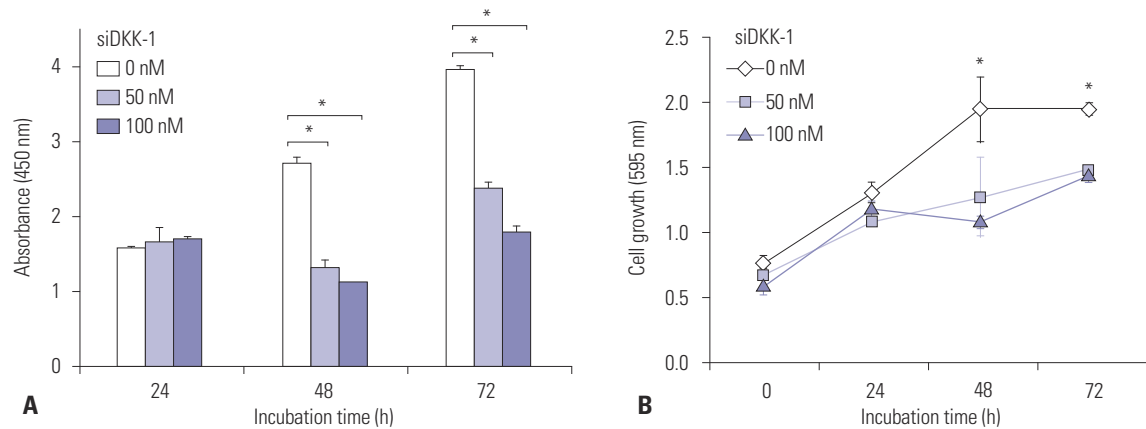 siDKK-1
0 nM
50 nM
100 nM
*
*
*
*
Absorbance (450 nm)
4
3
2
1
0
24
48
72
Incubation time (h)
A
siDKK-1
0 nM
50 nM
100 nM
*
*
Cell growth (595 nm)
2.5
2.0
1.5
1.0
0.5
0.0
0
24
48
72
Incubation time (h)
B